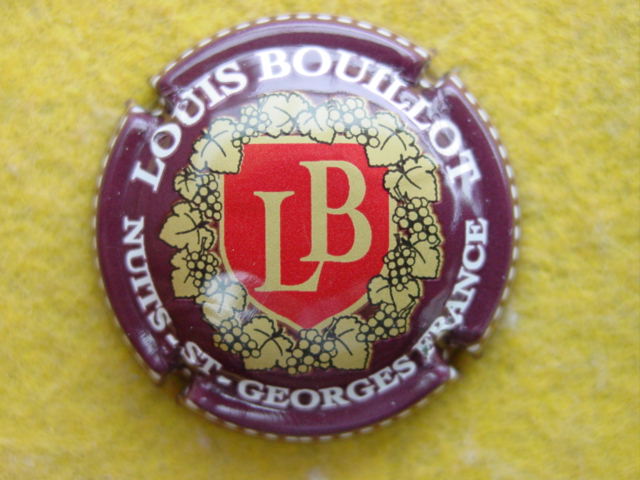 LOUIS BOUILLOT
LB
NUITS-ST-GEORGES FRANCE